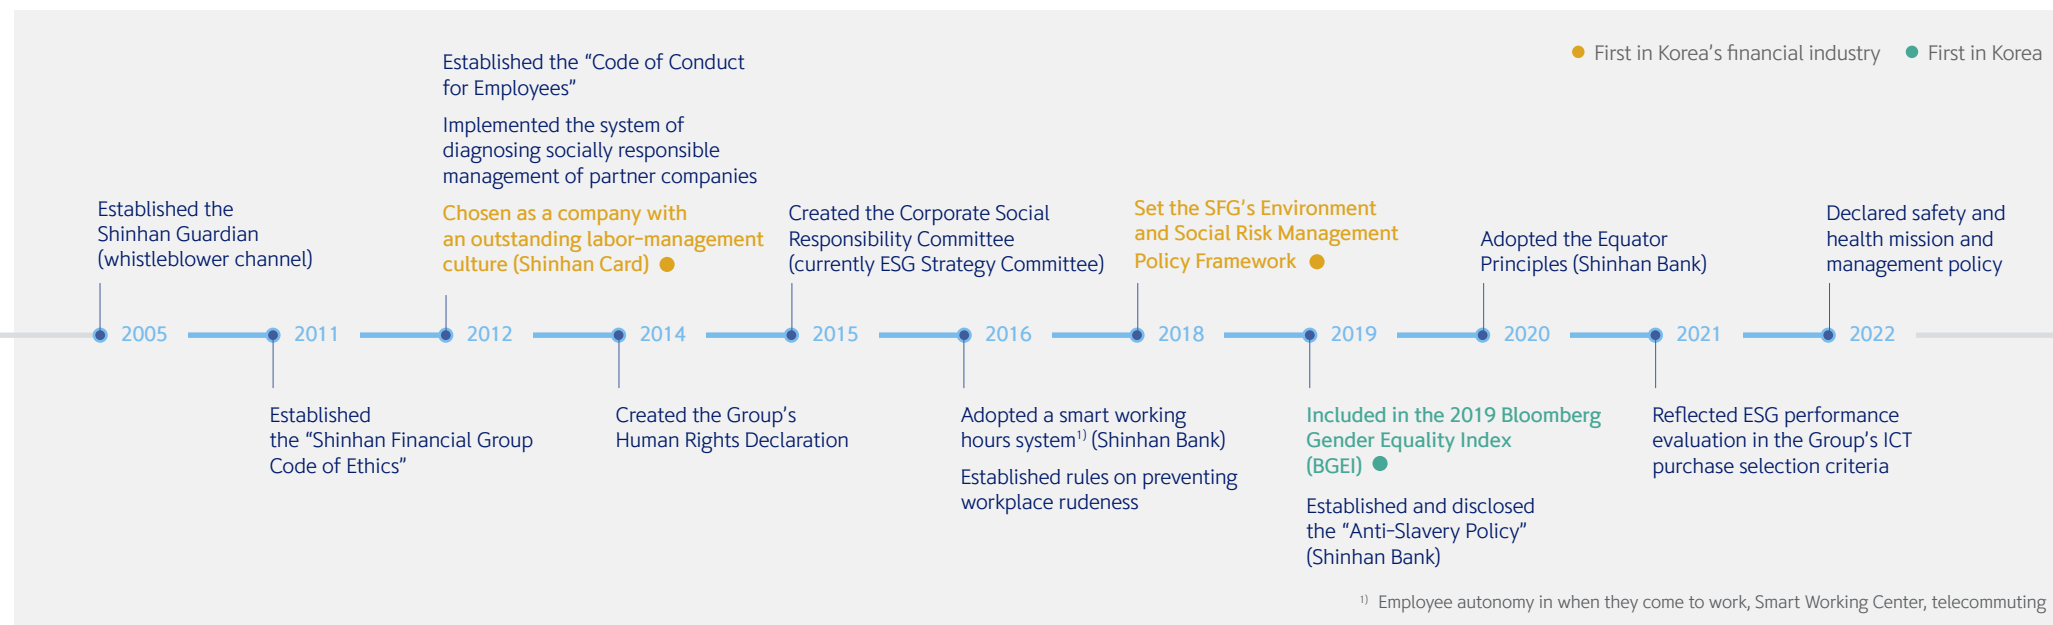 ● First in Korea’s financial industry ● First in Korea
Established the
Shinhan Guardian
(whistleblower channel)
2005
Established
the “Shinhan Financial Group
Code of Ethics”
2011
Established the “Code of Conduct
for Employees”
Implemented the system of
diagnosing socially responsible
management of partner companies
Chosen as a company with
an outstanding labor-management
culture (Shinhan Card) ●
2012
Created the Group’s
Human Rights Declaration
2014
Created the Corporate Social
Responsibility Committee
(currently ESG Strategy Committee)
2015
Adopted a smart working
hours system1) (Shinhan Bank)
Established rules on preventing
workplace rudeness
2016
Set the SFG’s Environment
and Social Risk Management
Policy Framework ●
2018
Included in the 2019 Bloomberg
Gender Equality Index
(BGEI) ●
Established and disclosed
the “Anti-Slavery Policy”
(Shinhan Bank)
2019
Adopted the Equator
Principles (Shinhan Bank)
2020
Reflected ESG performance
evaluation in the Group’s ICT
purchase selection criteria
2021
Declared safety and
health mission and
management policy
2022
1) Employee autonomy in when they come to work, Smart Working Center, telecommuting